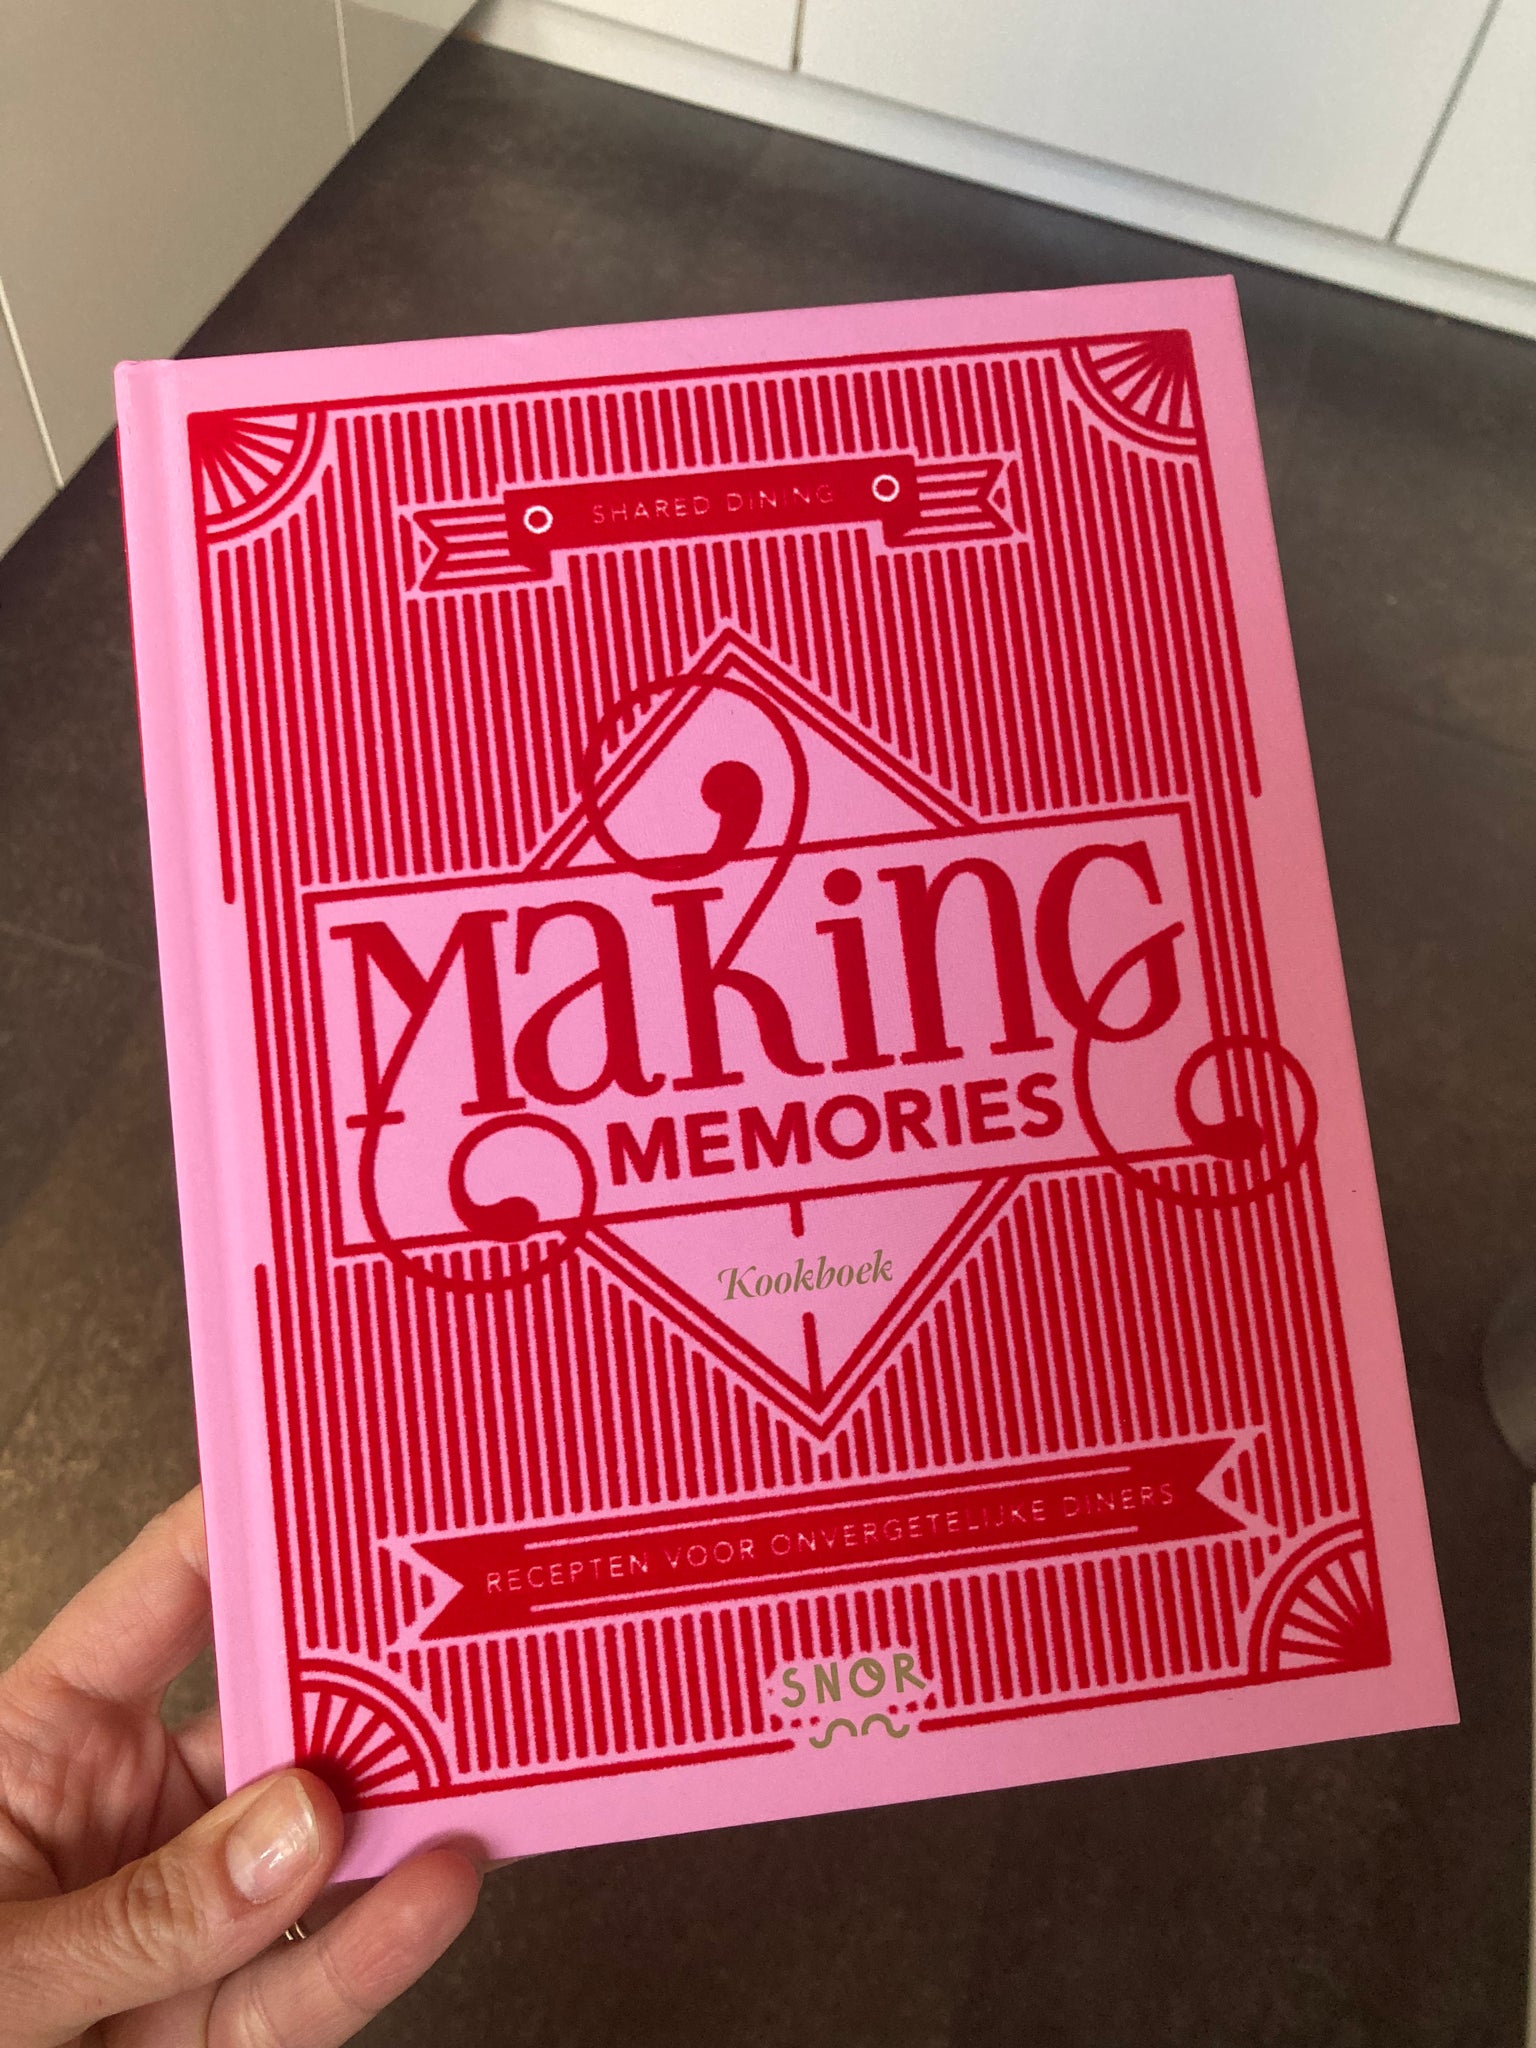 SHARED DINING
Making
MEMORIES
Kookboek
RECEPTEN VOOR ONVERGETELIJKE DINERS
SNOR